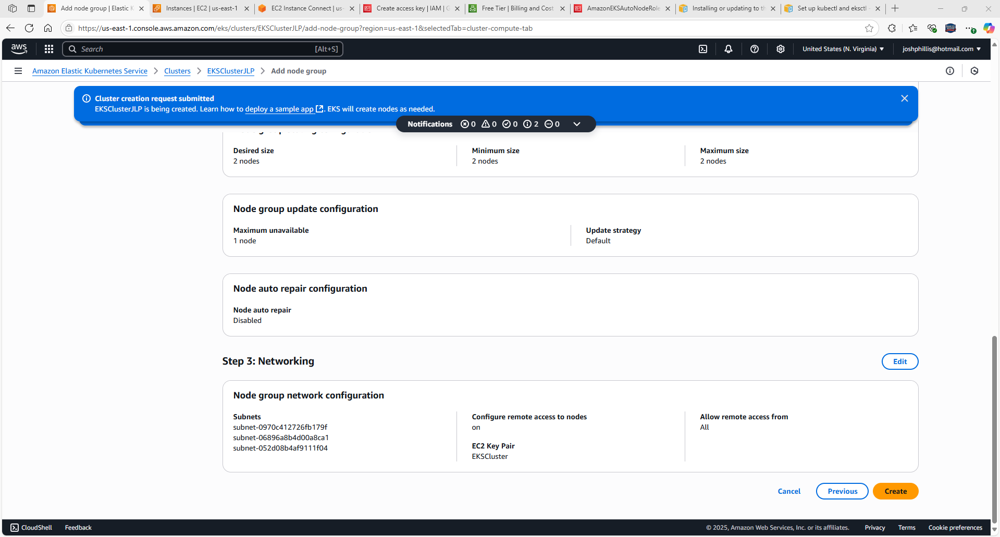 Add node group | Elastic K
Instances | EC2 | us-east-1
EC2 Instance Connect | us-
Create access key | IAM | G
Free Tier | Billing and Cost
AmazonEKSAutoNodeRole
Installing or updating to th
Set up kubectl and eksctl -
https://us-east-1.console.aws.amazon.com/eks/clusters/EKSClusterJLP/add-node-group?region=us-east-1&selectedTab=cluster-compute-tab
aws
Search
[Alt+S]
United States (N. Virginia)
joshphillis@hotmail.com
Amazon Elastic Kubernetes Service
Clusters
EKSClusterJLP
Add node group
Cluster creation request submitted
EKSClusterJLP is being created. Learn how to deploy a sample app. EKS will create nodes as needed.
Notifications 0 0 0 2 0
Desired size
2 nodes
Minimum size
2 nodes
Maximum size
2 nodes
Node group update configuration
Maximum unavailable
1 node
Update strategy
Default
Node auto repair configuration
Node auto repair
Disabled
Step 3: Networking
Edit
Node group network configuration
Subnets
subnet-0970c412726fb179f
subnet-06896a8b4d00a8ca1
subnet-052d08b4af9111f04
Configure remote access to nodes
on
EC2 Key Pair
EKSCluster
Allow remote access from
All
Cancel
Previous
Create
CloudShell
Feedback
© 2025, Amazon Web Services, Inc. or its affiliates.
Privacy
Terms
Cookie preferences